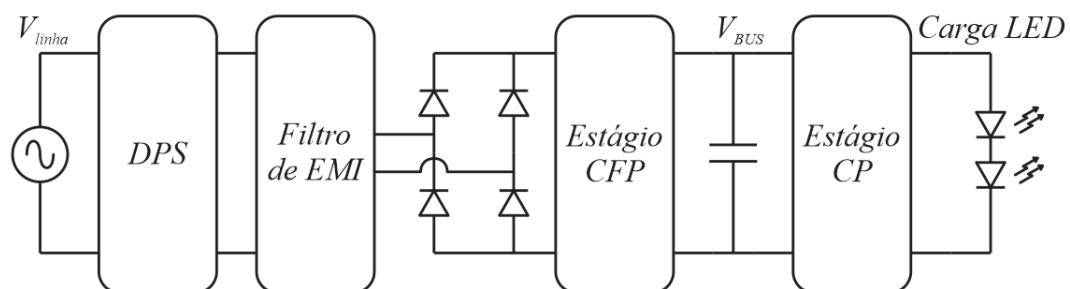 V_linha
DPS
Filtro
de EMI
Estágio
CFP
V_BUS
Estágio
CP
Carga LED